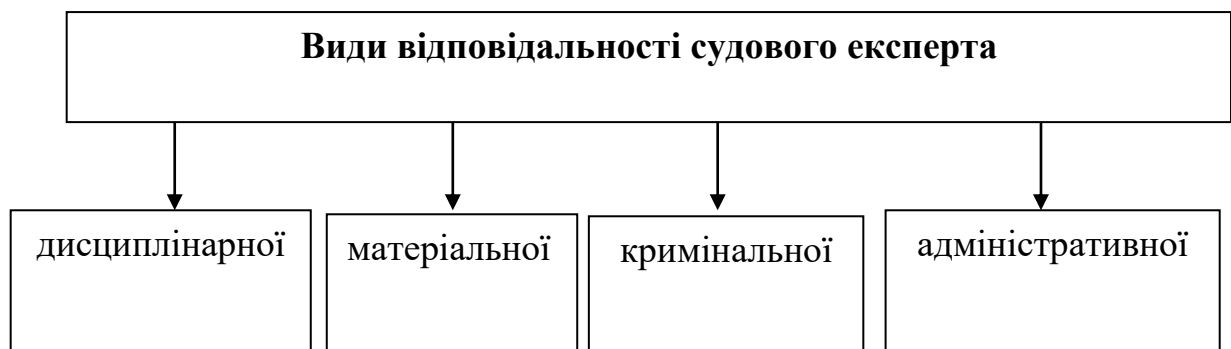 Види відповідальності судового експерта
дисциплінарної
матеріальної
кримінальної
адміністративної